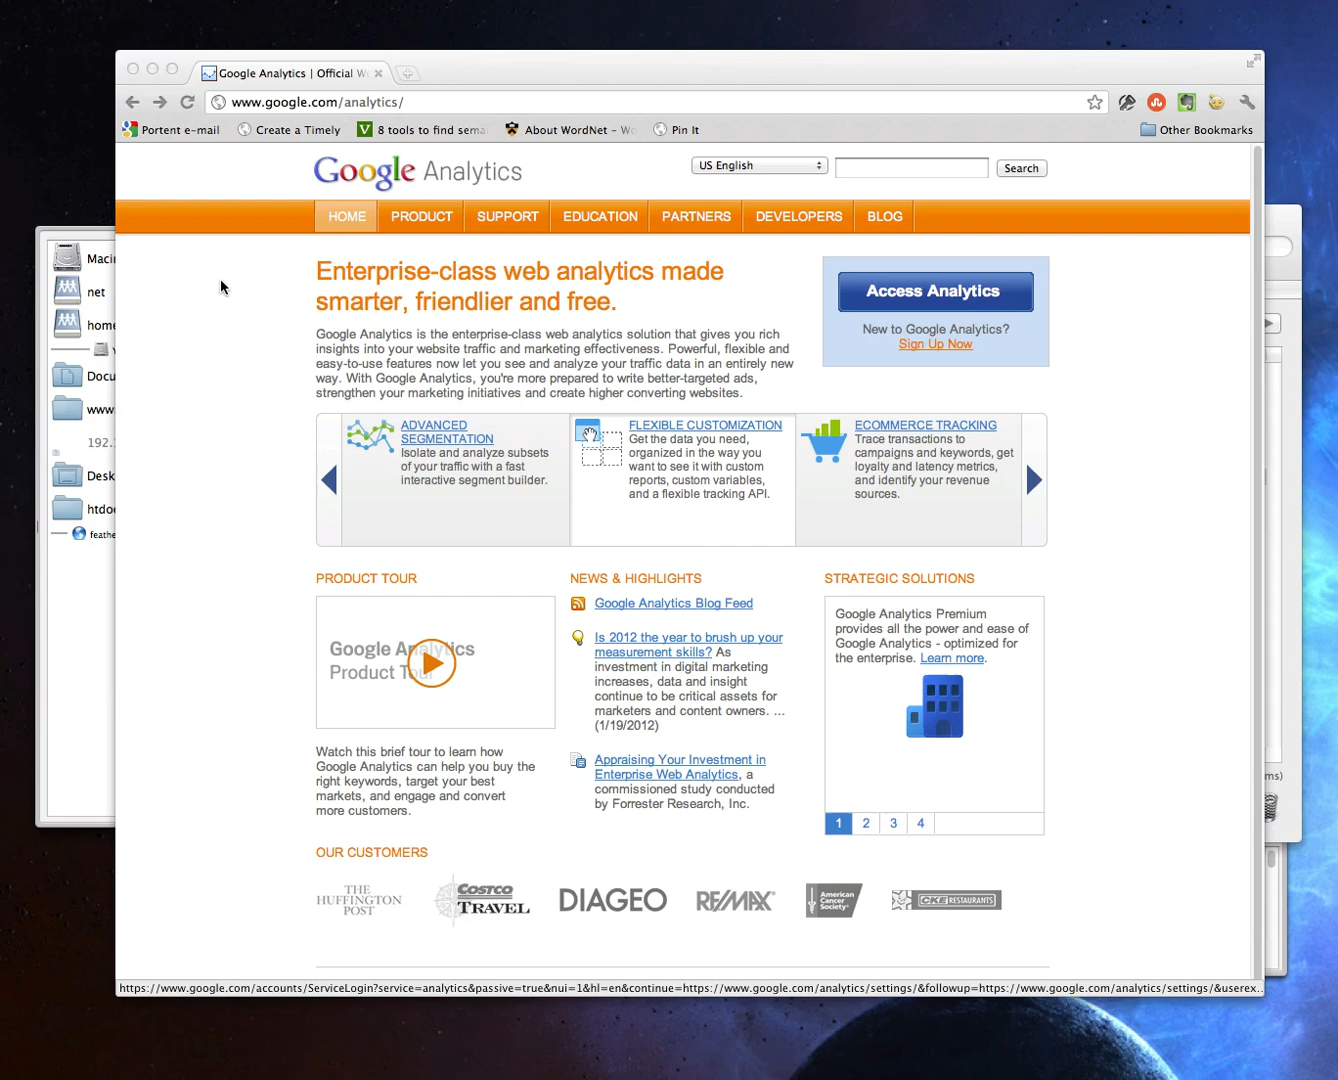 Google Analytics | Official W
www.google.com/analytics/
Portent e-mail
Create a Timely
8 tools to find sema
About WordNet – Wo
Pin It
Other Bookmarks
Google Analytics
US English
Search
HOME
PRODUCT
SUPPORT
EDUCATION
PARTNERS
DEVELOPERS
BLOG
Enterprise-class web analytics made
smarter, friendlier and free.
Google Analytics is the enterprise-class web analytics solution that gives you rich
insights into your website traffic and marketing effectiveness. Powerful, flexible and
easy-to-use features now let you see and analyze your traffic data in an entirely new
way. With Google Analytics, you're more prepared to write better-targeted ads,
strengthen your marketing initiatives and create higher converting websites.
Access Analytics
New to Google Analytics?
Sign Up Now
ADVANCED
SEGMENTATION
Isolate and analyze subsets
of your traffic with a fast
interactive segment builder.
FLEXIBLE CUSTOMIZATION
Get the data you need,
organized in the way you
want to see it with custom
reports, custom variables,
and a flexible tracking API.
ECOMMERCE TRACKING
Trace transactions to
campaigns and keywords, get
loyalty and latency metrics,
and identify your revenue
sources.
PRODUCT TOUR
Google Analytics
Product Tour
Watch this brief tour to learn how
Google Analytics can help you buy the
right keywords, target your best
markets, and engage and convert
more customers.
NEWS & HIGHLIGHTS
Google Analytics Blog Feed
Is 2012 the year to brush up your
measurement skills? As
investment in digital marketing
increases, data and insight
continue to be critical assets for
marketers and content owners. ...
(1/19/2012)
Appraising Your Investment in
Enterprise Web Analytics, a
commissioned study conducted
by Forrester Research, Inc.
STRATEGIC SOLUTIONS
Google Analytics Premium
provides all the power and ease of
Google Analytics - optimized for
the enterprise. Learn more.
1 2 3 4
OUR CUSTOMERS
THE
HUFFINGTON
POST
COSTCO
TRAVEL
DIAGEO
RE/MAX
American
Cancer
Society
CKE RESTAURANTS
https://www.google.com/accounts/ServiceLogin?service=analytics&passive=true&nui=1&hl=en&continue=https://www.google.com/analytics/settings/&followup=https://www.google.com/analytics/settings/&userex...
Macin
net
home
Docu
www
192.
Desk
htdoc
feathe
ms)